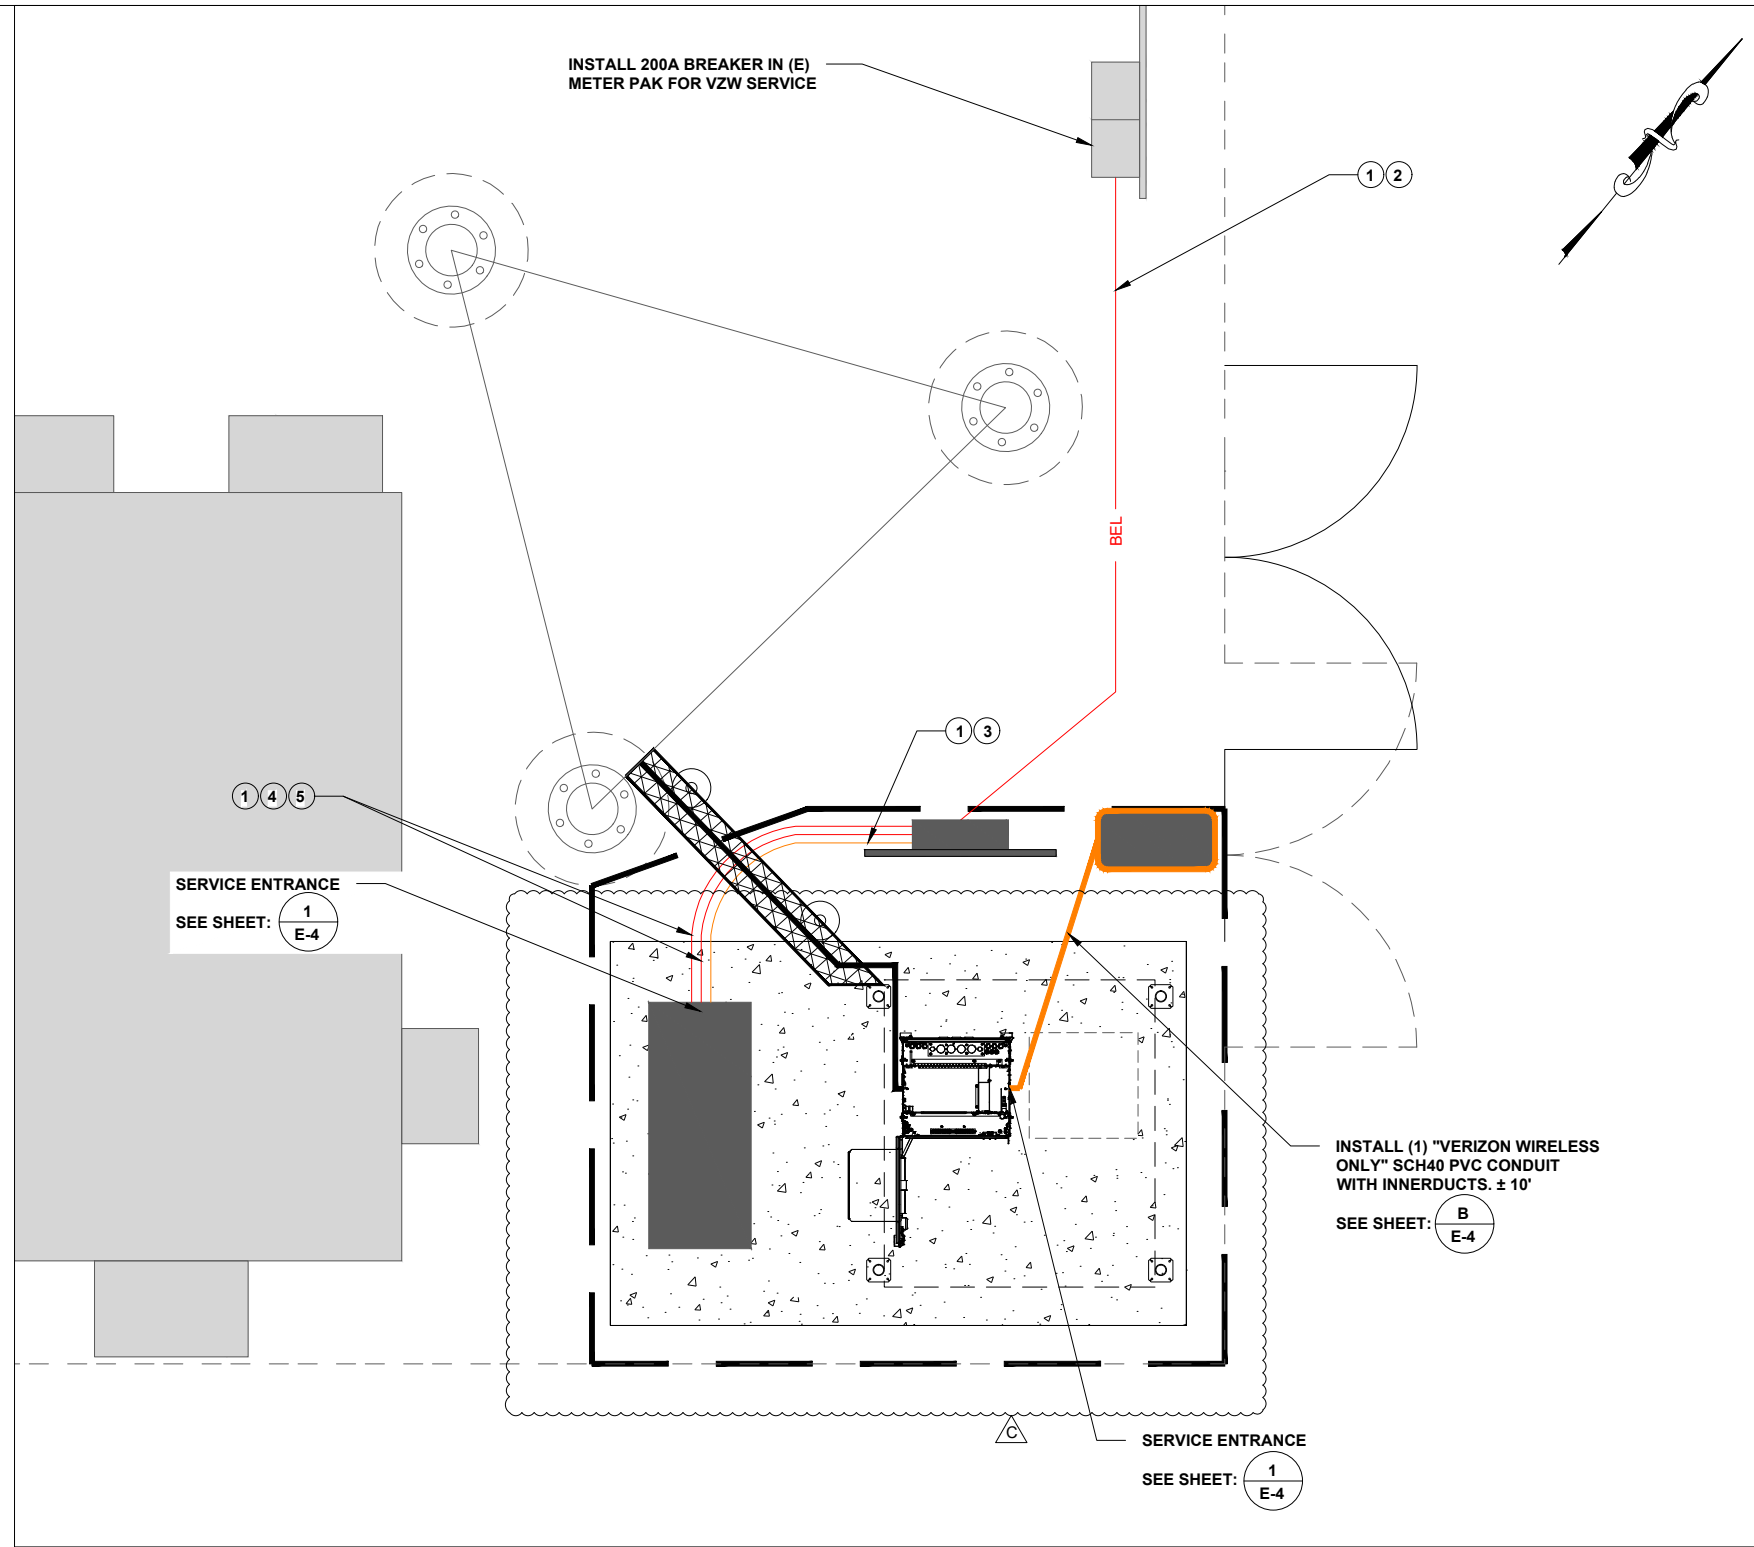 INSTALL 200A BREAKER IN (E)
METER PAK FOR VZW SERVICE
1 2
BEL
1 3
1 4 5
SERVICE ENTRANCE
SEE SHEET: 1
E-4
INSTALL (1) "VERIZON WIRELESS
ONLY" SCH40 PVC CONDUIT
WITH INNERDUCTS. ± 10'
SEE SHEET: B
E-4
C
SERVICE ENTRANCE
SEE SHEET: 1
E-4